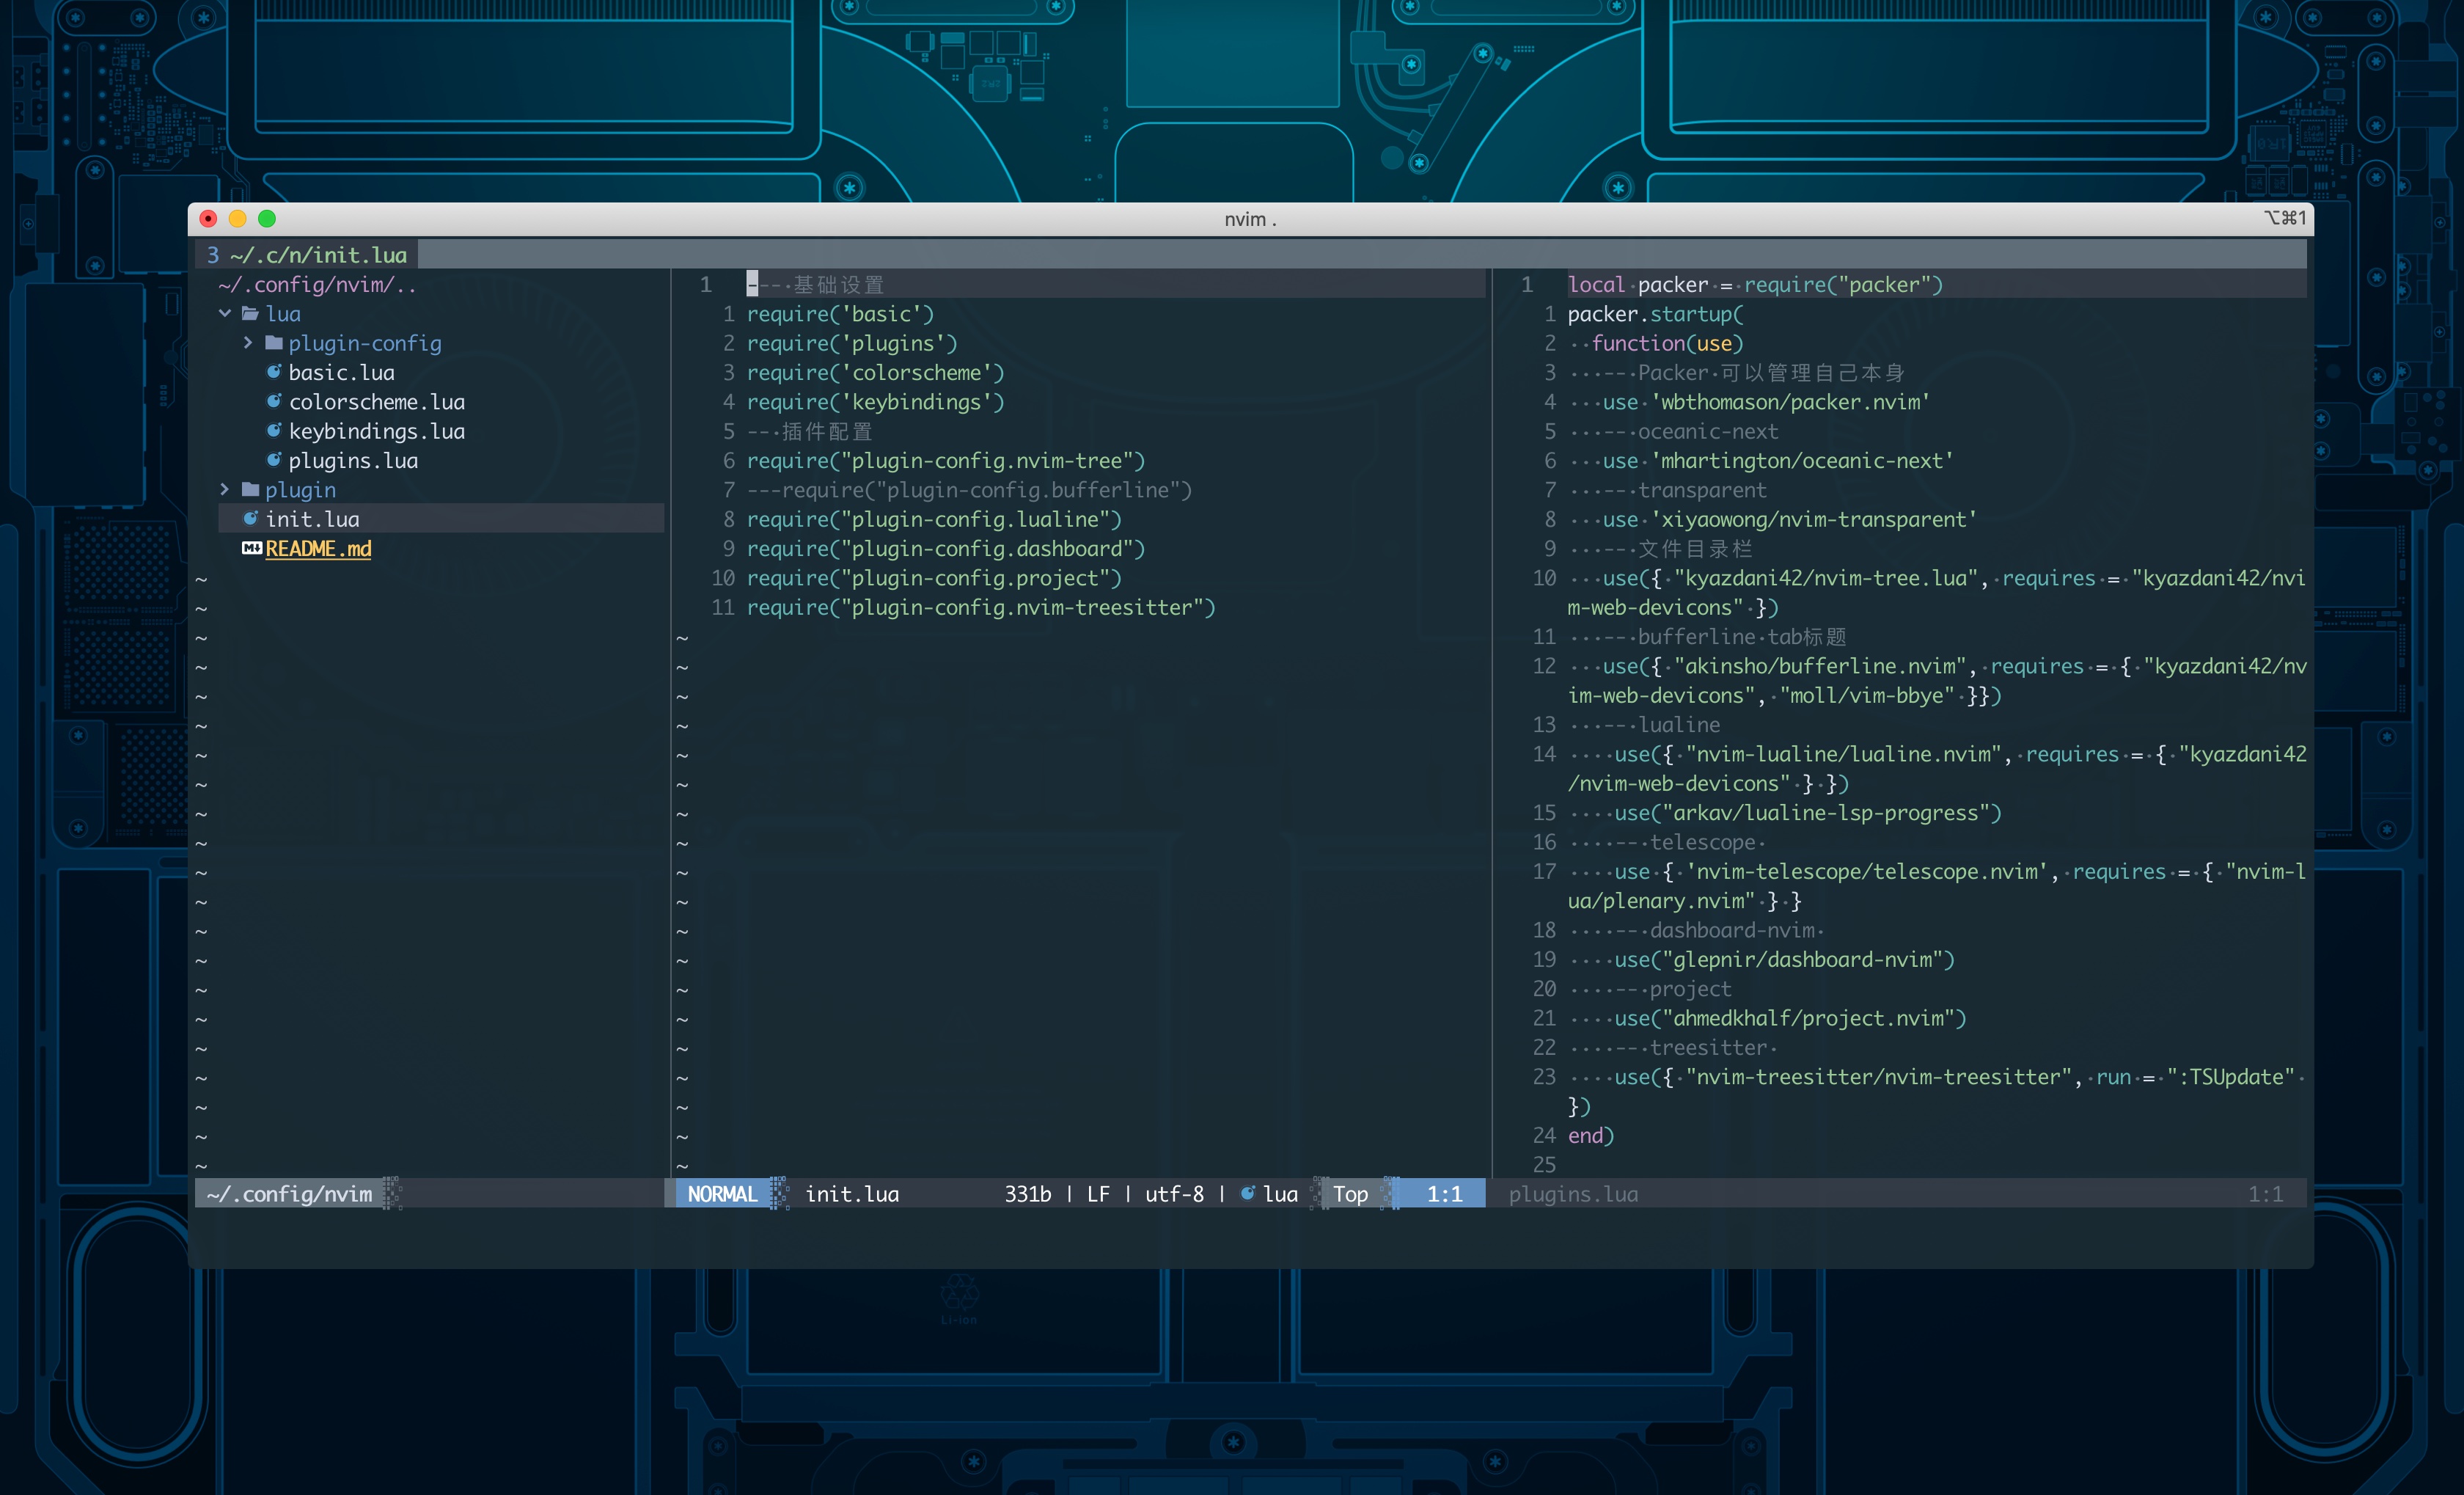 nvim .
⌥⌘1
3 ~/.c/n/init.lua
~/.config/nvim/..
lua
plugin-config
basic.lua
colorscheme.lua
keybindings.lua
plugins.lua
plugin
init.lua
README.md
~/.config/nvim
1 ---·基础设置
1 require('basic')
2 require('plugins')
3 require('colorscheme')
4 require('keybindings')
5 --·插件配置
6 require("plugin-config.nvim-tree")
7 ---require("plugin-config.bufferline")
8 require("plugin-config.lualine")
9 require("plugin-config.dashboard")
10 require("plugin-config.project")
11 require("plugin-config.nvim-treesitter")
NORMAL init.lua 331b | LF | utf-8 | lua Top 1:1
1 local·packer·=·require("packer")
1 packer.startup(
2 ··function(use)
3 ···--·Packer·可以管理自己本身
4 ···use·'wbthomason/packer.nvim'
5 ···--·oceanic-next
6 ···use·'mhartington/oceanic-next'
7 ···--·transparent
8 ···use·'xiyaowong/nvim-transparent'
9 ···--·文件目录栏
10 ···use({·"kyazdani42/nvim-tree.lua",·requires·=·"kyazdani42/nvi
m-web-devicons"·})
11 ···--·bufferline·tab标题
12 ···use({·"akinsho/bufferline.nvim",·requires·=·{·"kyazdani42/nv
im-web-devicons",·"moll/vim-bbye"·}})
13 ···--·lualine
14 ····use({·"nvim-lualine/lualine.nvim",·requires·=·{·"kyazdani42
/nvim-web-devicons"·}·})
15 ····use("arkav/lualine-lsp-progress")
16 ····--·telescope·
17 ····use·{·'nvim-telescope/telescope.nvim',·requires·=·{·"nvim-l
ua/plenary.nvim"·}·}
18 ····--·dashboard-nvim·
19 ····use("glepnir/dashboard-nvim")
20 ····--·project
21 ····use("ahmedkhalf/project.nvim")
22 ····--·treesitter·
23 ····use({·"nvim-treesitter/nvim-treesitter",·run·=·":TSUpdate"·
})
24 end)
25
plugins.lua 1:1
Li-ion